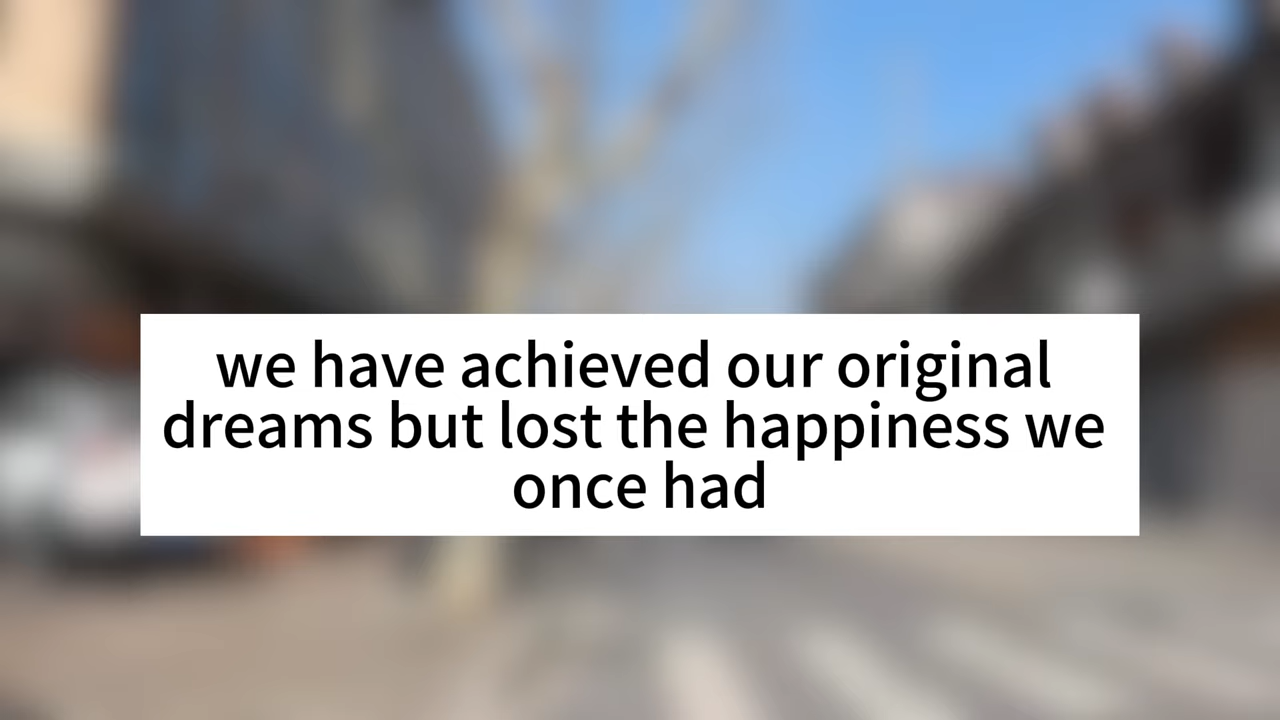 we have achieved our original
dreams but lost the happiness we
once had